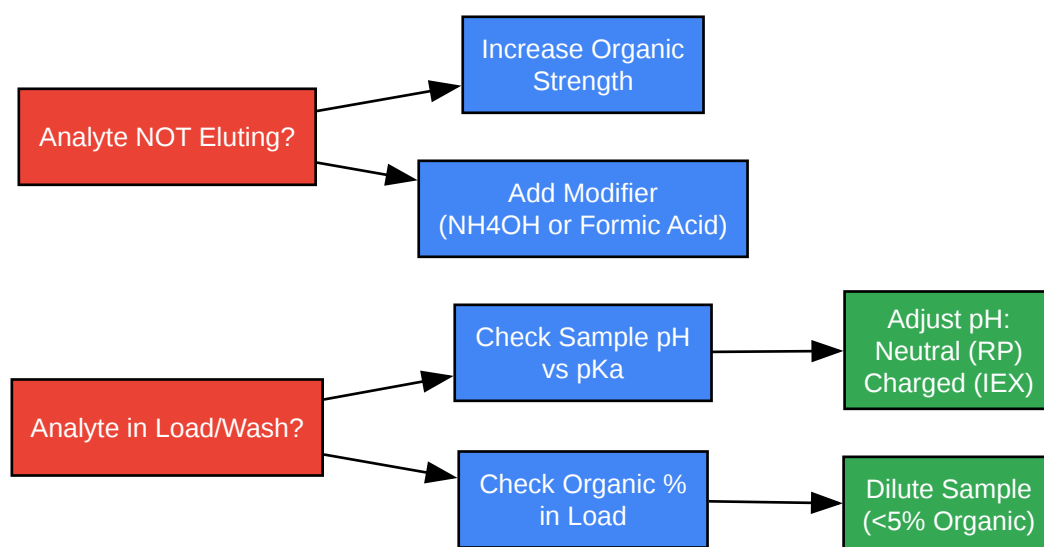 Increase Organic
Strength
Analyte NOT Eluting?
Add Modifier
(NH4OH or Formic Acid)
Check Sample pH
vs pKa
Adjust pH:
Neutral (RP)
Charged (IEX)
Analyte in Load/Wash?
Check Organic %
in Load
Dilute Sample
(<5% Organic)